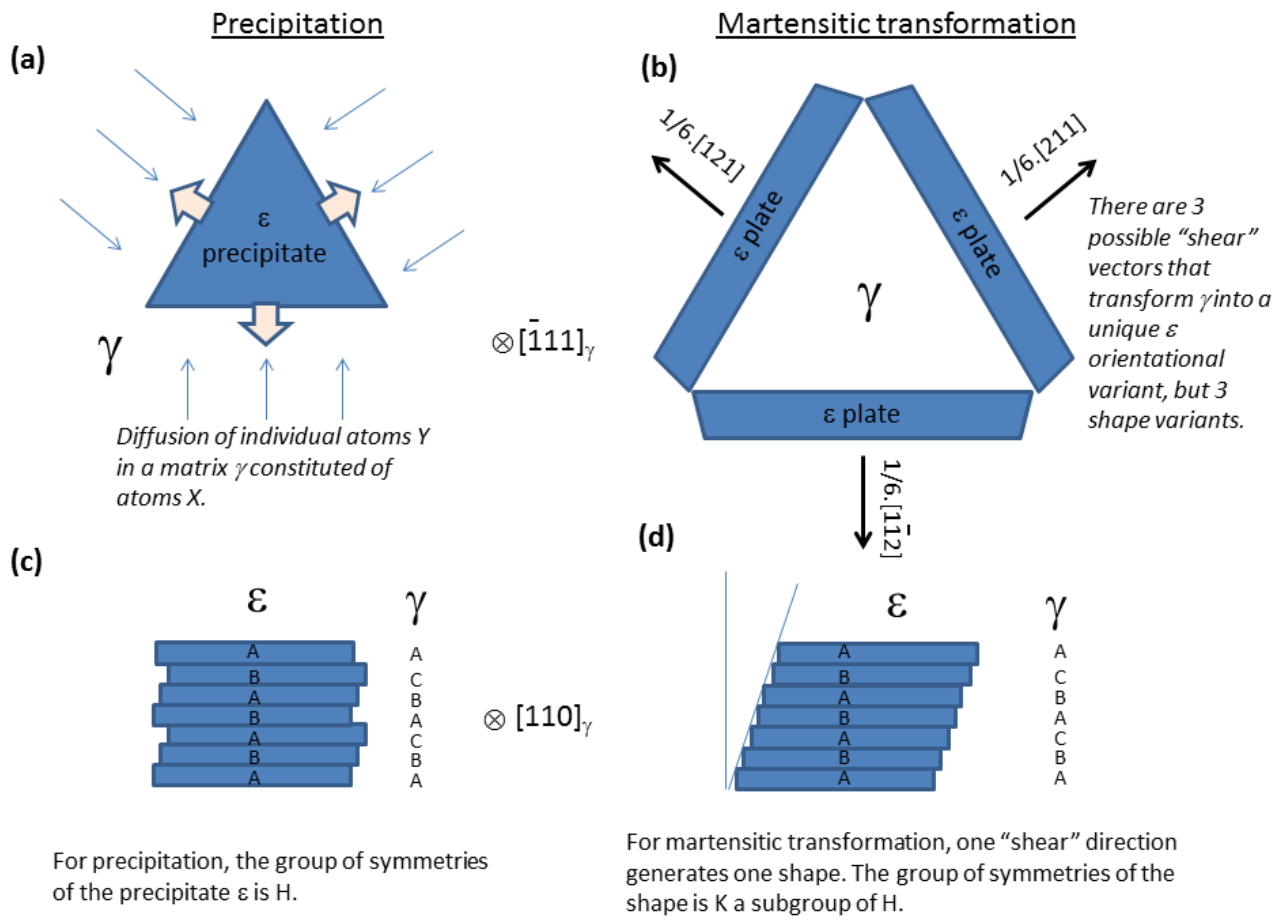 Precipitation
Martensitic transformation
(a)
(b)
ε
precipitate
γ
Diffusion of individual atoms Y
in a matrix γ constituted of
atoms X.
⊗[1̄11]γ
1/6.[121]
1/6.[211]
ε plate
ε plate
γ
ε plate
1/6.[11̄2]
There are 3
possible “shear”
vectors that
transform γ into a
unique ε
orientational
variant, but 3
shape variants.
(c)
ε
γ
A
B
A
B
A
B
A
A
C
B
A
C
B
A
⊗ [110]γ
For precipitation, the group of symmetries
of the precipitate ε is H.
(d)
ε
γ
A
B
A
B
A
B
A
A
C
B
A
C
B
A
For martensitic transformation, one “shear” direction
generates one shape. The group of symmetries of the
shape is K a subgroup of H.